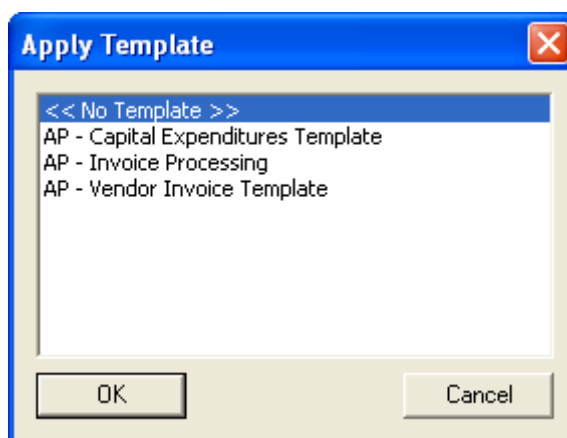 Apply Template
<< No Template >>
AP - Capital Expenditures Template
AP - Invoice Processing
AP - Vendor Invoice Template
OK
Cancel